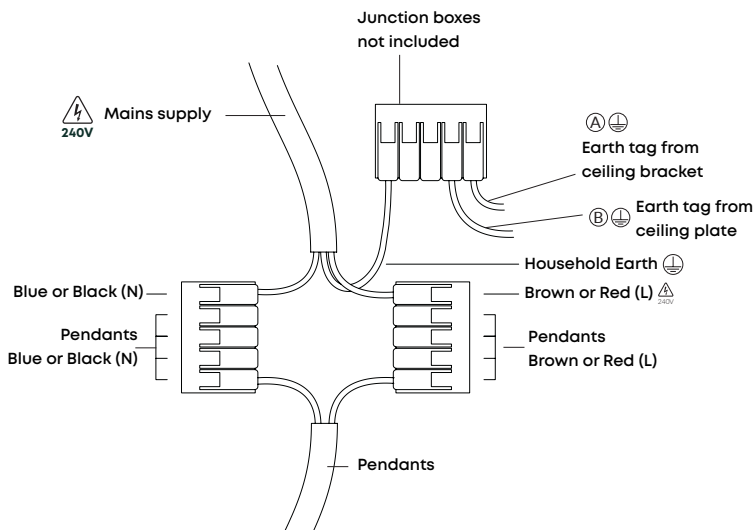 Junction boxes
not included
Mains supply
240V
A
Earth tag from
ceiling bracket
B Earth tag from
ceiling plate
Household Earth
Blue or Black (N)
Brown or Red (L)
240V
Pendants
Blue or Black (N)
Pendants
Brown or Red (L)
Pendants